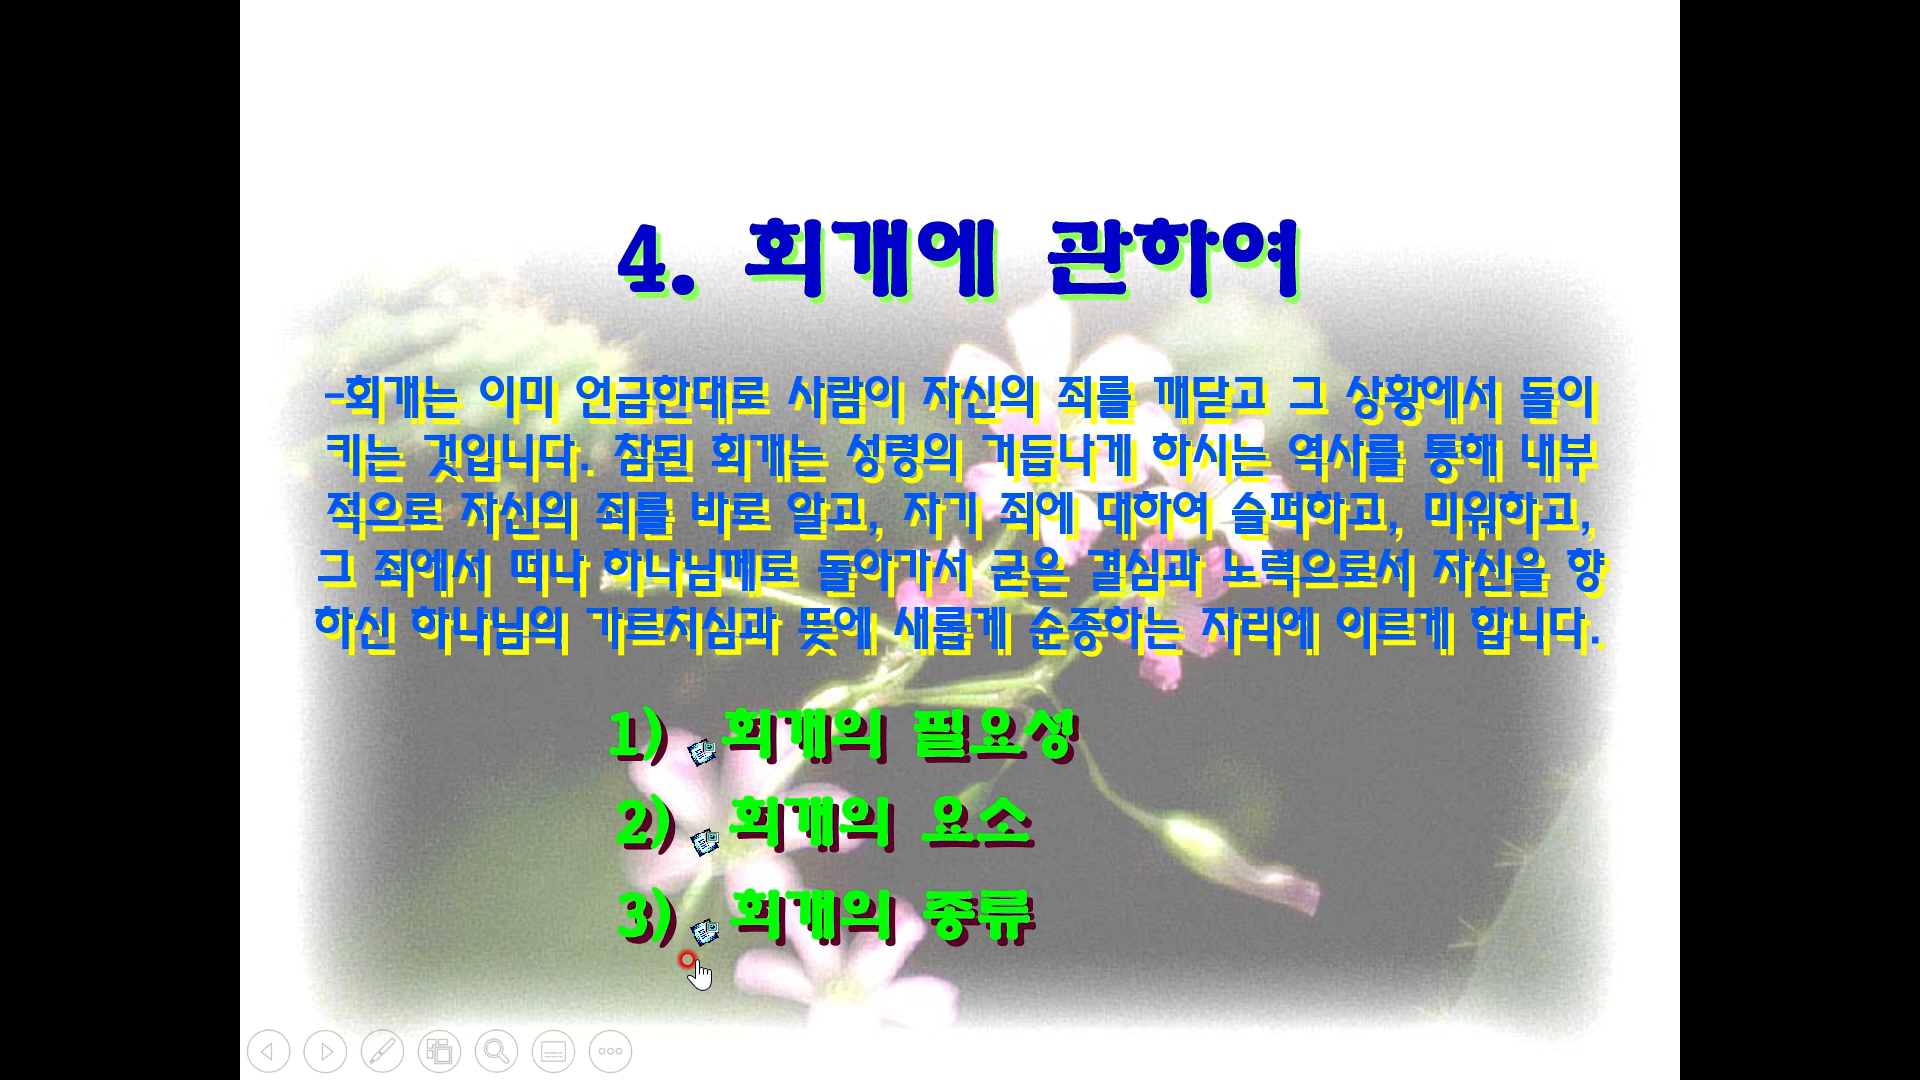 4. 회개에 관하여
-회개는 이미 언급한대로 사람이 자신의 죄를 깨닫고 그 상황에서 돌이
키는 것입니다. 참된 회개는 성령의 거듭나게 하시는 역사를 통해 내부
적으로 자신의 죄를 바로 알고, 자기 죄에 대하여 슬퍼하고, 미워하고,
그 죄에서 떠나 하나님께로 돌아가서 굳은 결심과 노력으로서 자신을 향
하신 하나님의 가르치심과 뜻에 새롭게 순종하는 자리에 이르게 합니다.
1) 회개의 필요성
2) 회개의 요소
3) 회개의 종류